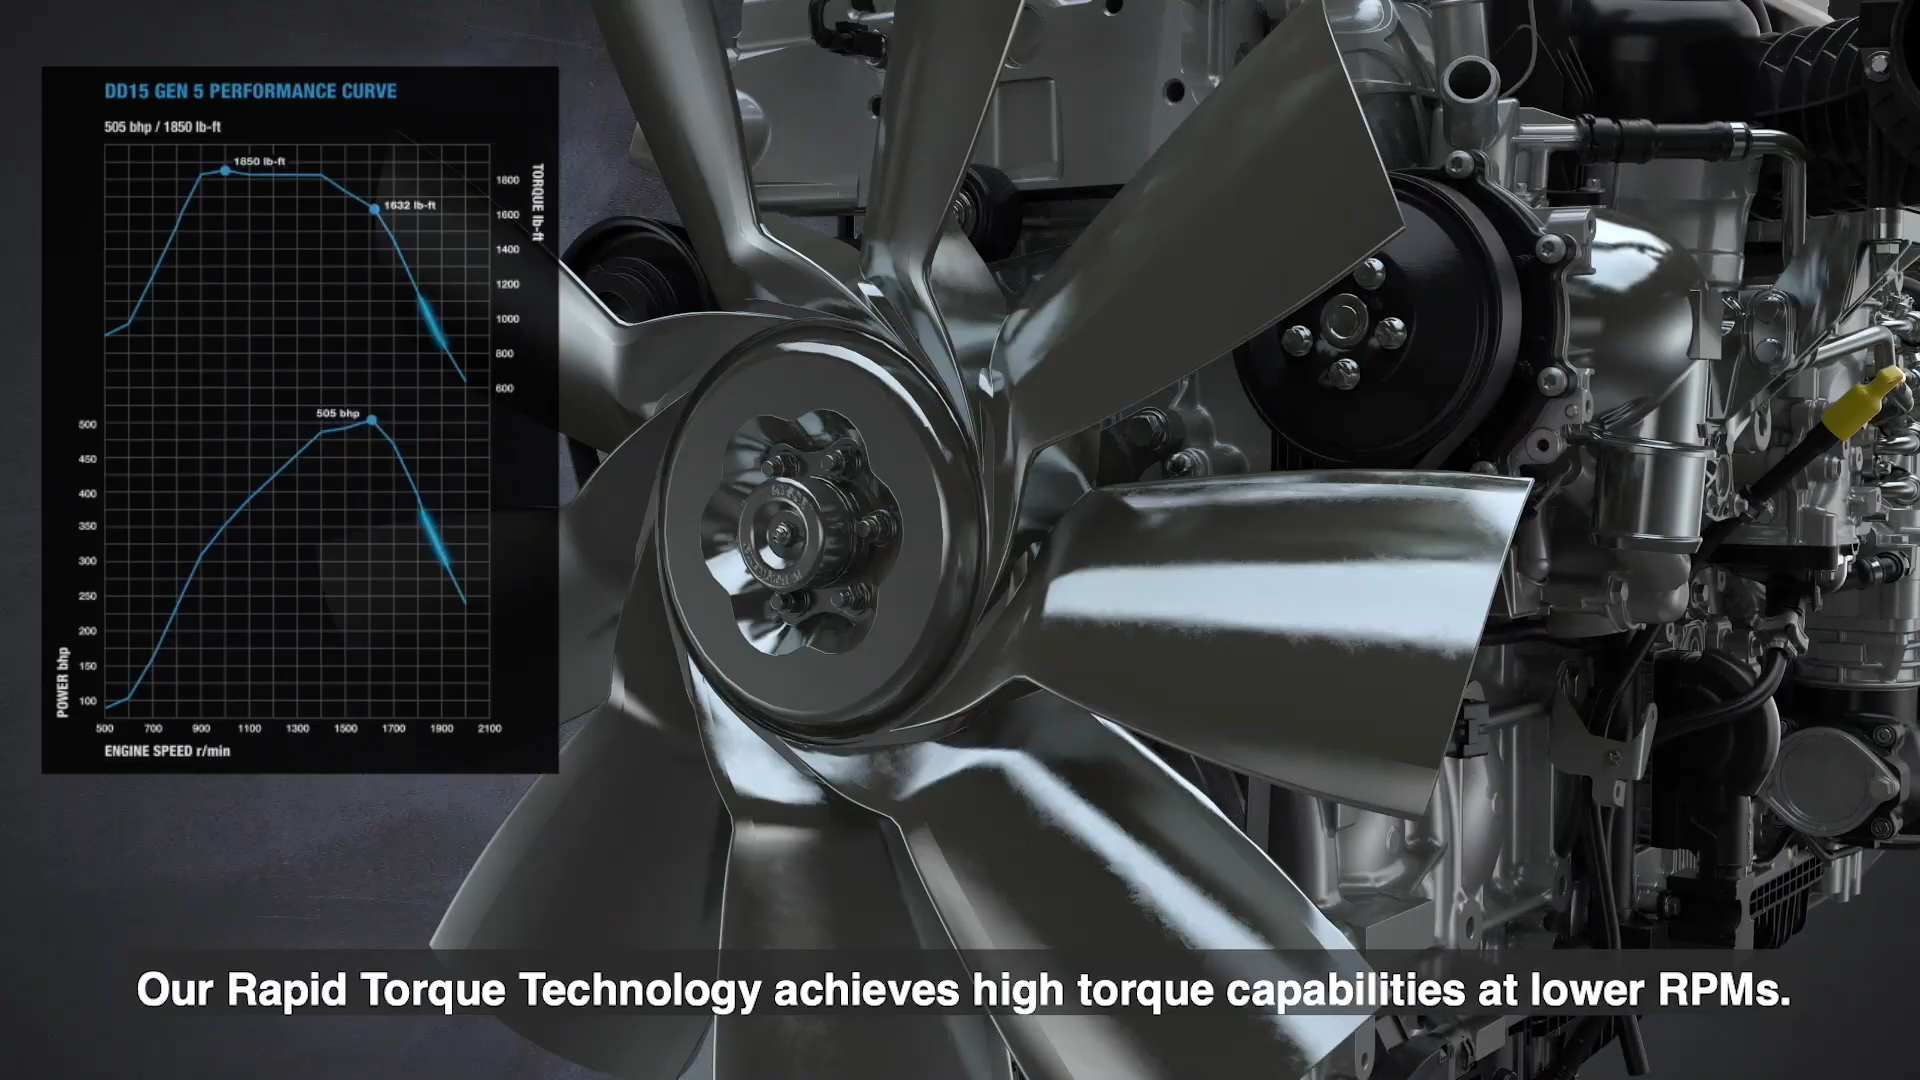 DD15 GEN 5 PERFORMANCE CURVE
505 bhp / 1850 lb-ft
1850 lb-ft
1632 lb-ft
1800
1600
1400
1200
1000
800
600
TORQUE lb-ft
505 bhp
500
450
400
350
300
250
200
150
100
POWER bhp
500 700 900 1100 1300 1500 1700 1900 2100
ENGINE SPEED r/min
Our Rapid Torque Technology achieves high torque capabilities at lower RPMs.